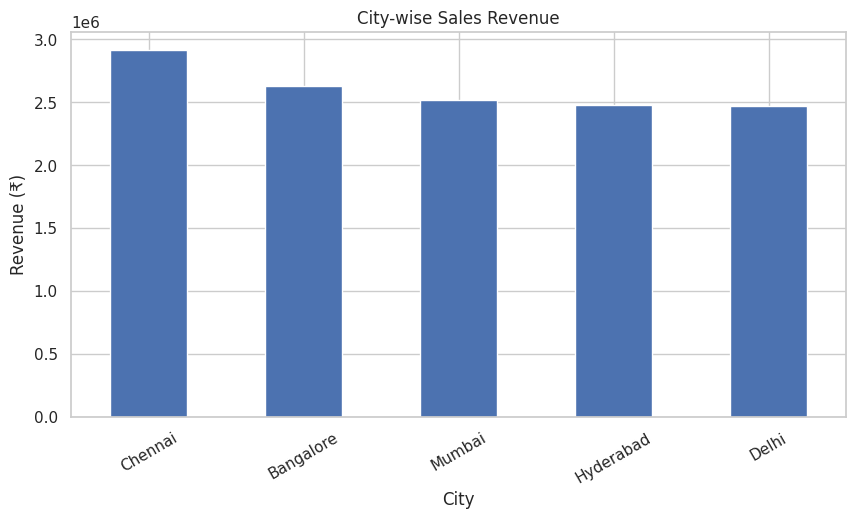 City-wise Sales Revenue
1e6
3.0
2.5
2.0
1.5
1.0
0.5
0.0
Revenue (₹)
Chennai
Bangalore
Mumbai
Hyderabad
Delhi
City